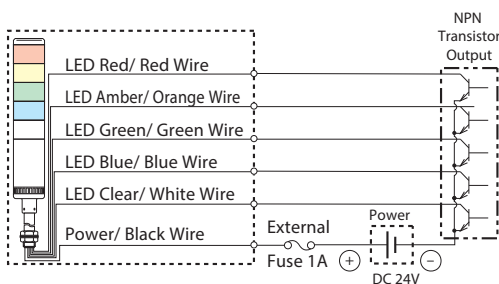 NPN
Transistor
Output
LED Red/ Red Wire
LED Amber/ Orange Wire
LED Green/ Green Wire
LED Blue/ Blue Wire
LED Clear/ White Wire
Power/ Black Wire
External
Fuse 1A
+
Power
−
DC 24V